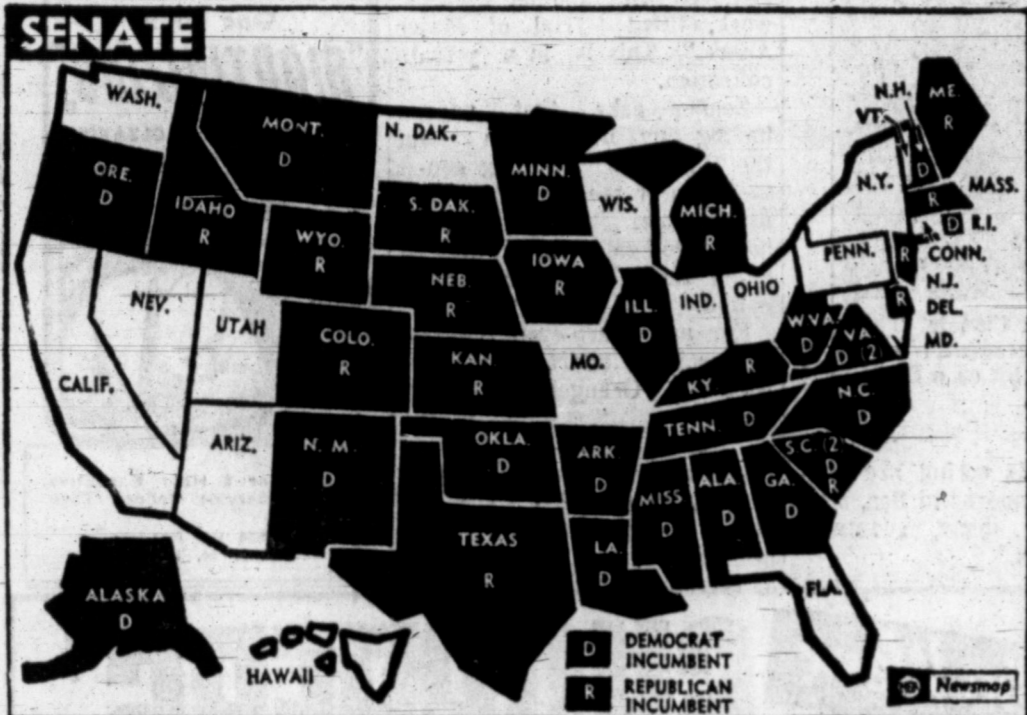 SENATE
WASH.
ORE.
D
IDAHO
R
MONT.
D
N. DAK.
MINN.
D
S. DAK.
R
WYO.
R
NEB.
R
IOWA
R
WIS.
MICH.
R
N.H.
VT.
D
ME.
R
N.Y.
MASS.
R
D
R.I.
CONN.
R
N.J.
PENN.
DEL.
R
MD.
NEV.
UTAH
CALIF.
COLO.
R
KAN.
R
MO.
ILL.
D
IND.
OHIO
W.VA.
D
VA.
D (2)
KY.
R
N.C.
D
TENN. D
S.C. (2)
D
R
ARIZ.
N. M.
D
OKLA.
D
ARK.
D
MISS
D
ALA.
D
GA.
D
TEXAS
R
LA.
D
FLA.
ALASKA
D
HAWAII
D
DEMOCRAT
INCUMBENT
R
REPUBLICAN
INCUMBENT
NEA
Newsmap